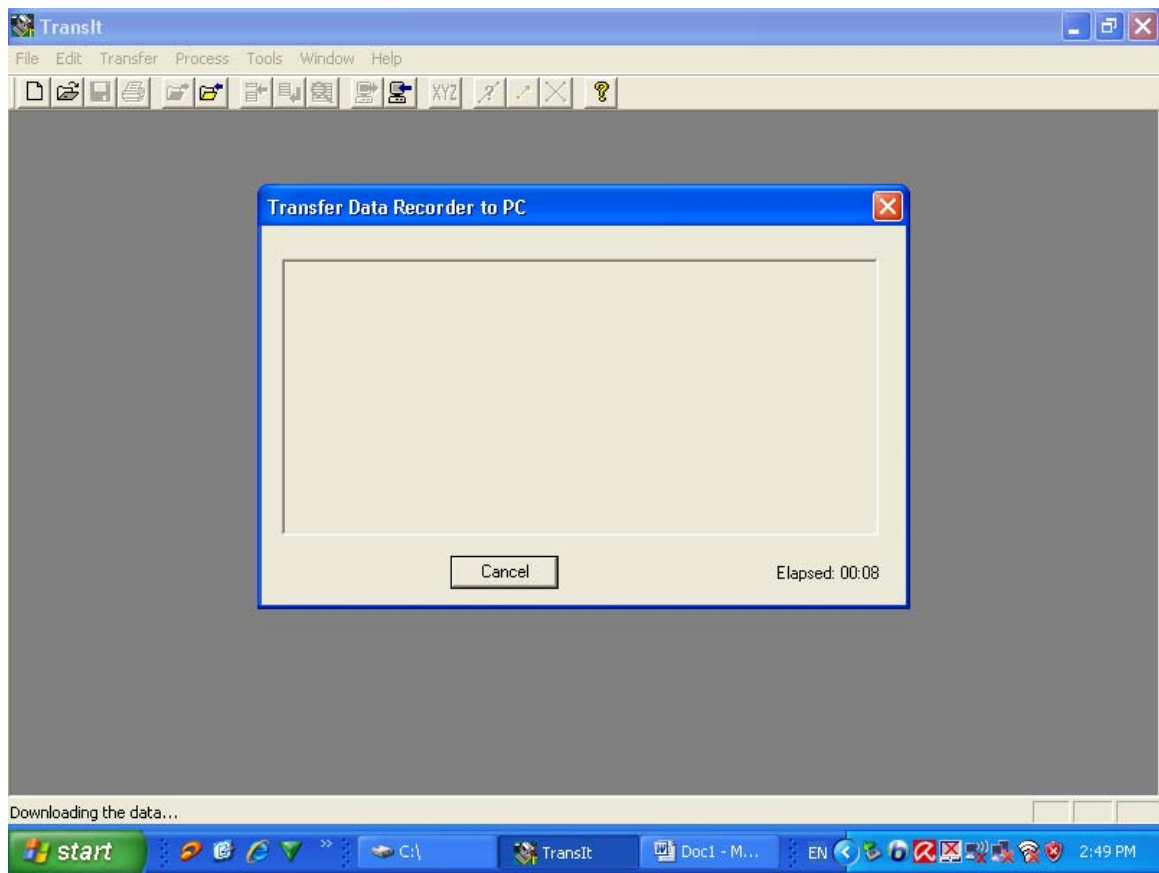 TransIt
File Edit Transfer Process Tools Window Help
XYZ
Transfer Data Recorder to PC
Cancel
Elapsed: 00:08
Downloading the data...
start
C:\
TransIt
Doc1 - M...
EN
2:49 PM